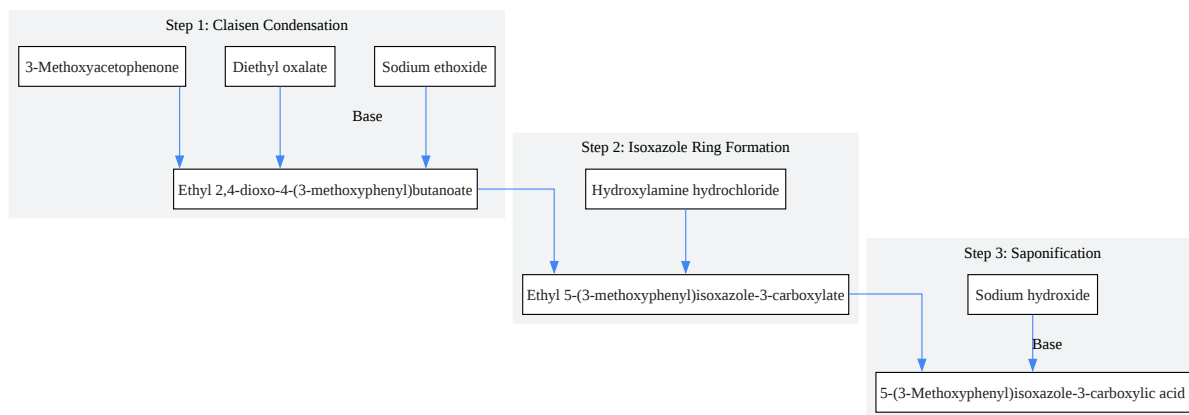 Step 1: Claisen Condensation
3-Methoxyacetophenone
Diethyl oxalate
Sodium ethoxide
Base
Ethyl 2,4-dioxo-4-(3-methoxyphenyl)butanoate
Step 2: Isoxazole Ring Formation
Hydroxylamine hydrochloride
Ethyl 5-(3-methoxyphenyl)isoxazole-3-carboxylate
Step 3: Saponification
Sodium hydroxide
Base
5-(3-Methoxyphenyl)isoxazole-3-carboxylic acid